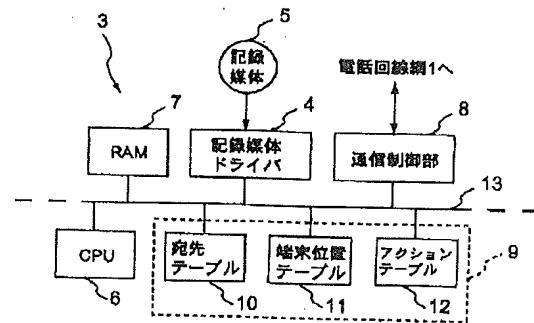 3
5
記録
媒体
電話回線網1へ
7
4
8
RAM
記録媒体
ドライバ
通信制御部
13
CPU
宛先
テーブル
端末位置
テーブル
アクション
テーブル
9
6
10
11
12